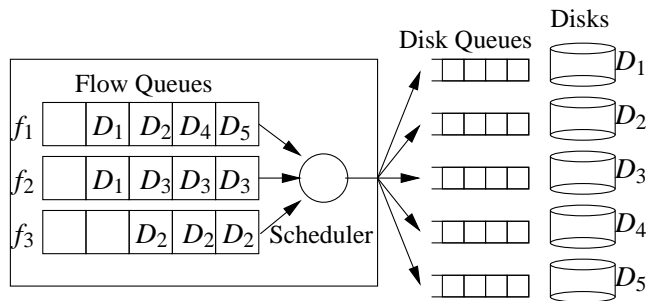 Disks
Disk Queues
Flow Queues
D1
f1 D1 D2 D4 D5
D2
f2 D1 D3 D3 D3
D3
f3 D2 D2 D2
Scheduler
D4
D5